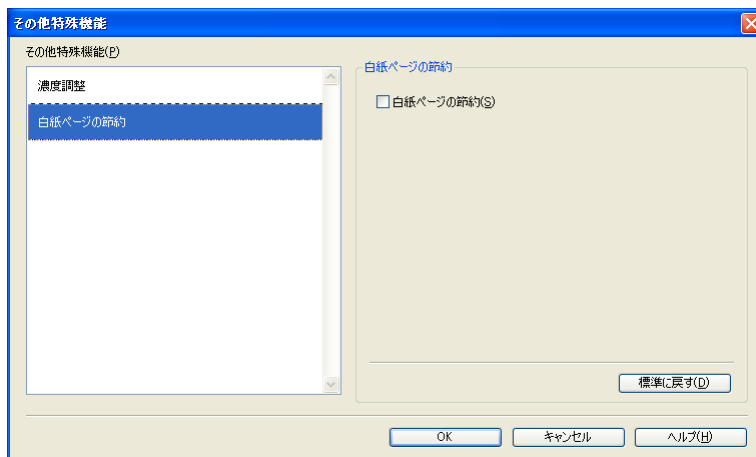 その他特殊機能
その他特殊機能(P)
濃度調整
白紙ページの節約
白紙ページの節約
白紙ページの節約(S)
標準に戻す(D)
OK
キャンセル
ヘルプ(H)